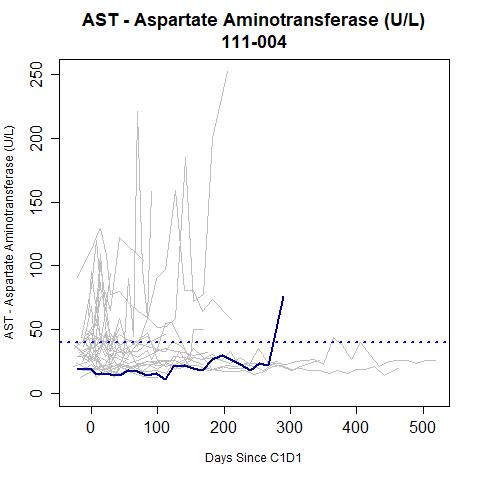 AST - Aspartate Aminotransferase (U/L)
111-004
AST - Aspartate Aminotransferase (U/L)
250
200
150
100
50
0
0 100 200 300 400 500
Days Since C1D1